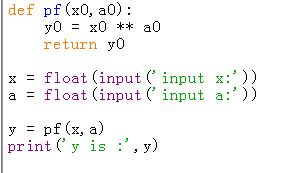 def pf(x0,a0):
    y0 = x0 ** a0
    return y0
x = float(input('input x:'))
a = float(input('input a:'))
y = pf(x,a)
print('y is :',y)